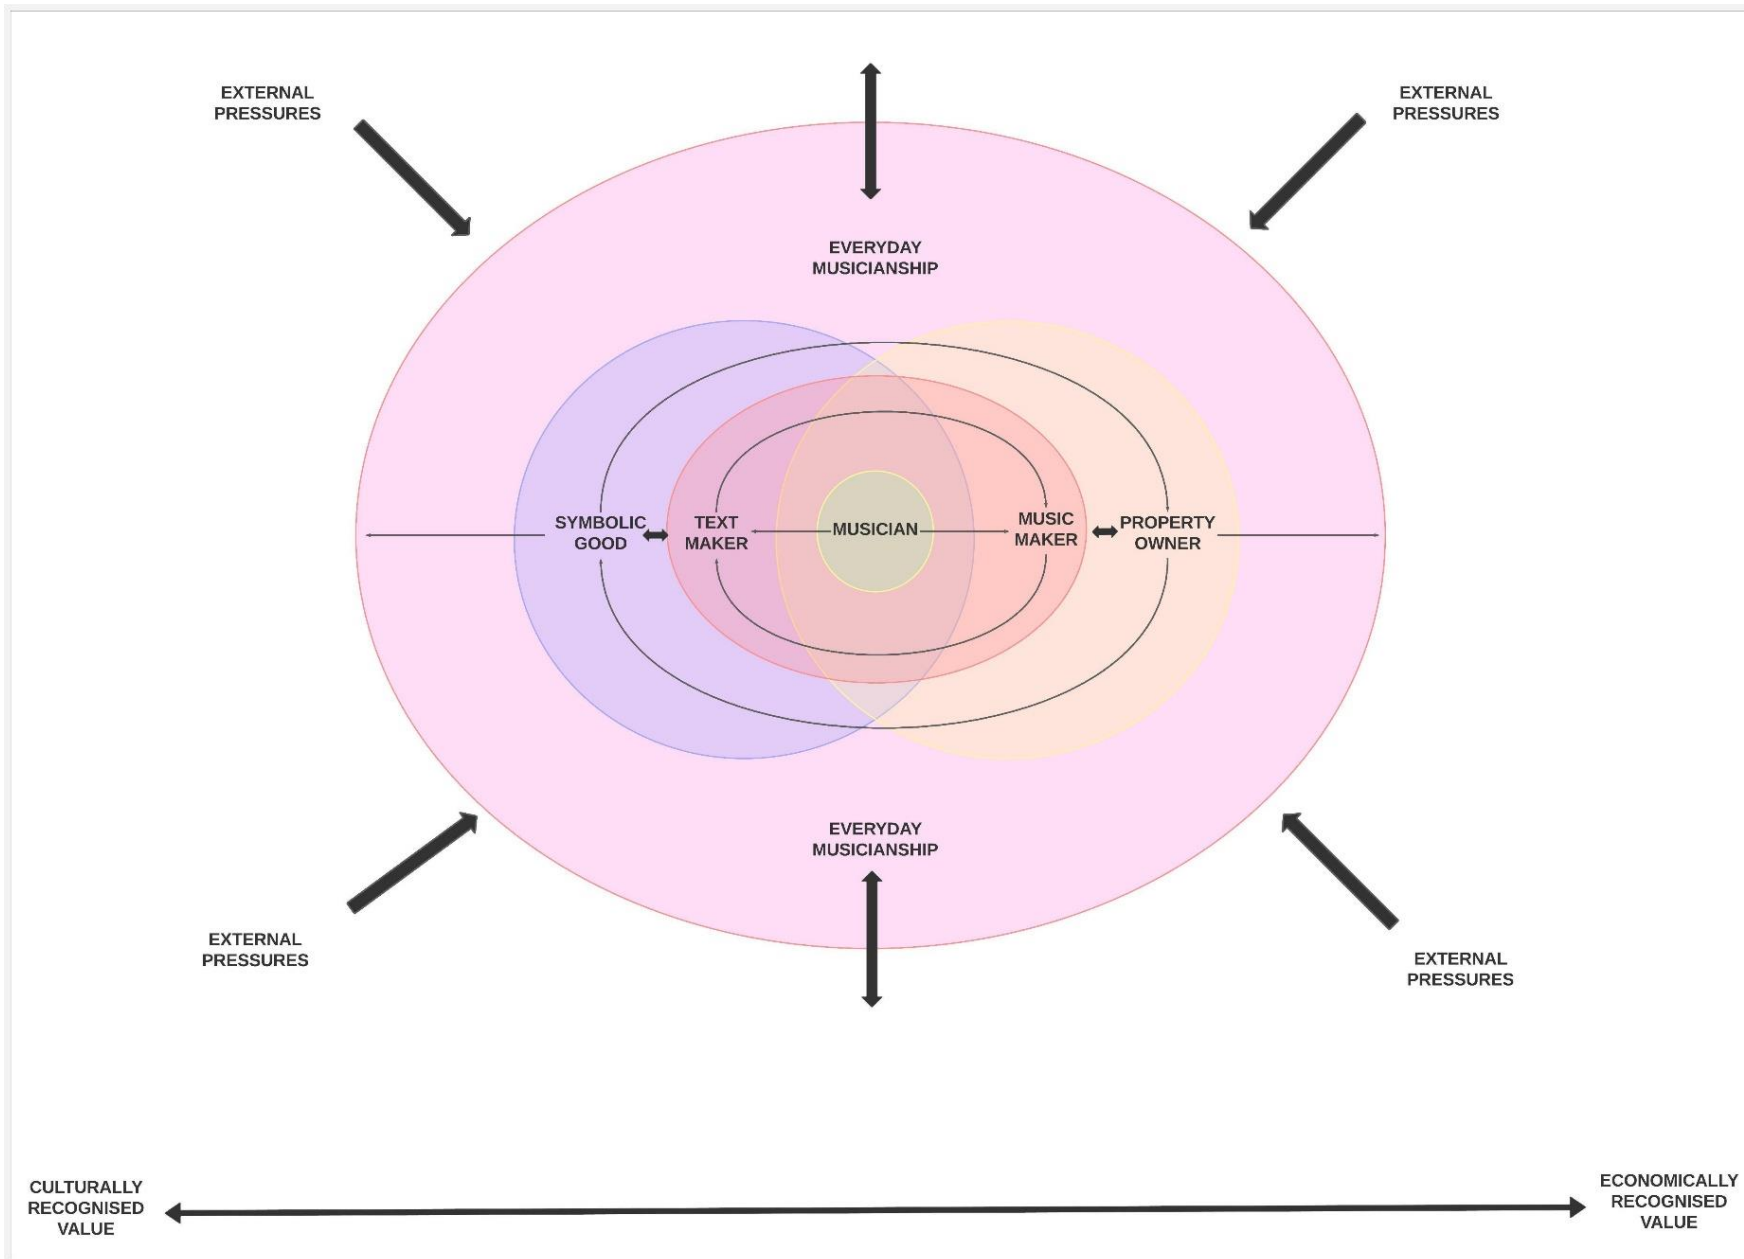 EXTERNAL
PRESSURES
EXTERNAL
PRESSURES
EVERYDAY
MUSICIANSHIP
SYMBOLIC
GOOD
TEXT
MAKER
MUSICIAN
MUSIC
MAKER
PROPERTY
OWNER
EVERYDAY
MUSICIANSHIP
EXTERNAL
PRESSURES
EXTERNAL
PRESSURES
CULTURALLY
RECOGNISED
VALUE
ECONOMICALLY
RECOGNISED
VALUE